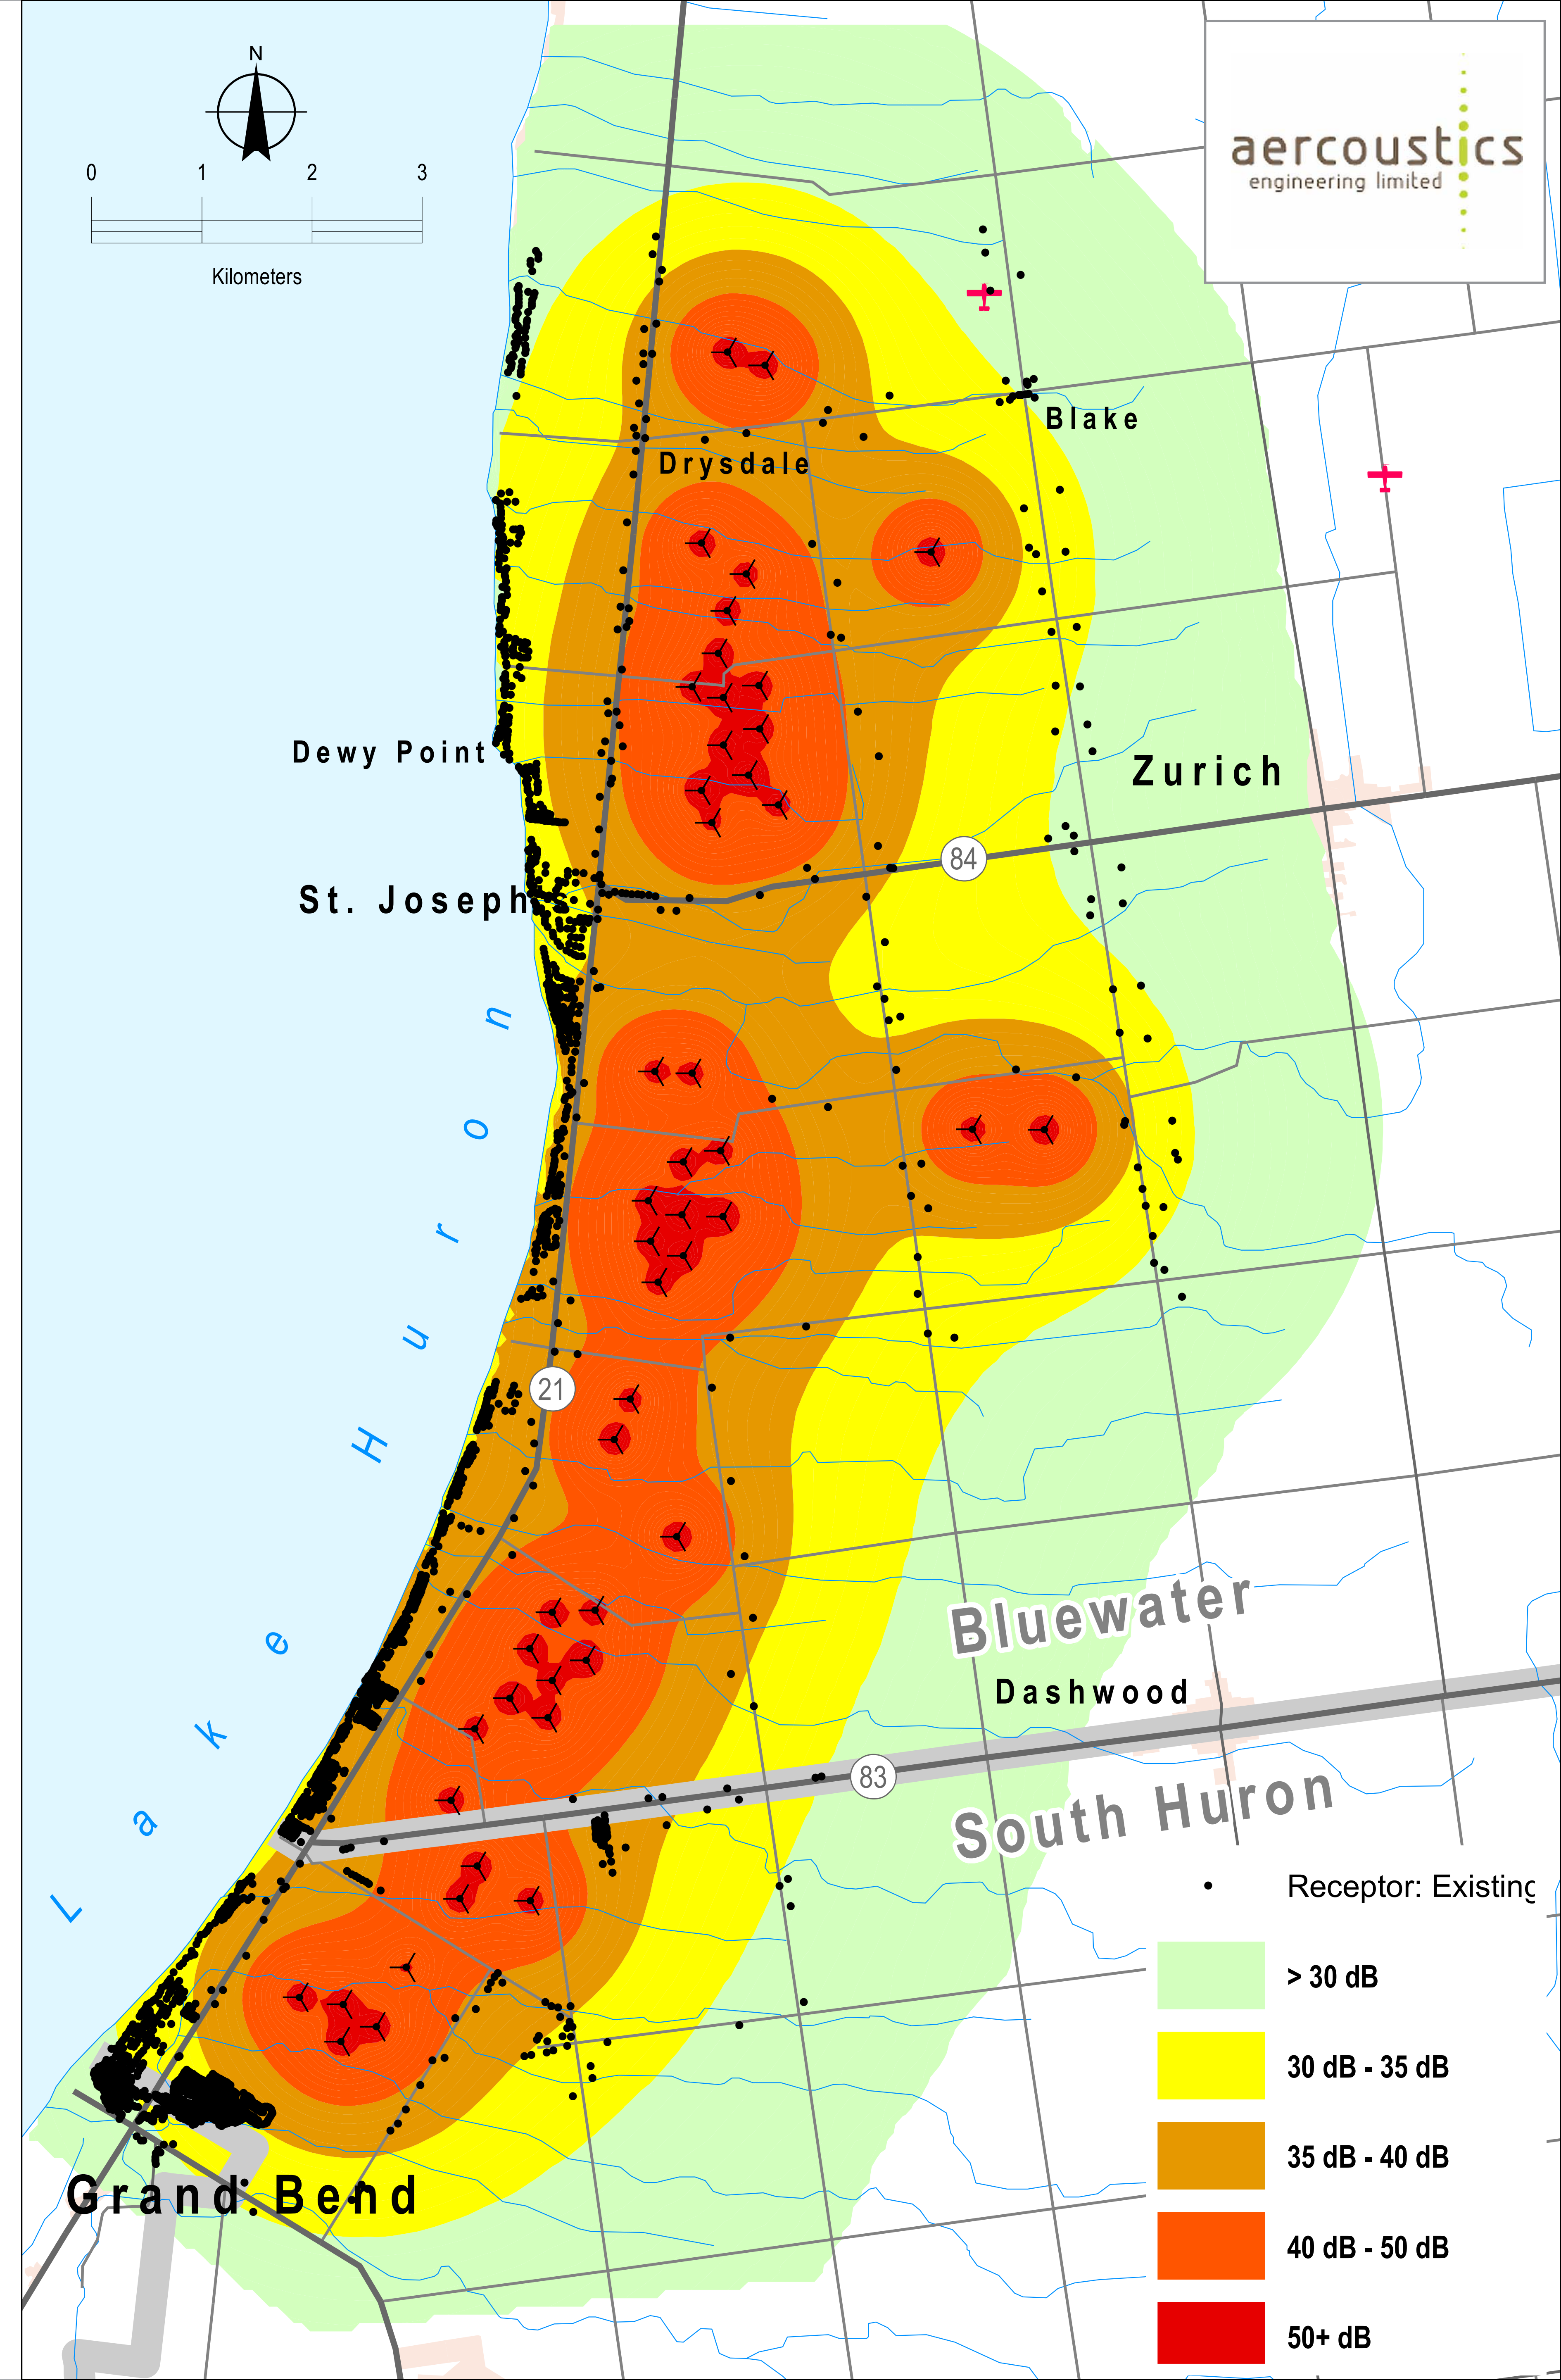 N
0 1 2 3
Kilometers
aercoustics
engineering limited
Blake
Drysdale
Dewy Point
Zurich
84
St. Joseph
21
Lake Huron
Bluewater
Dashwood
83
South Huron
Grand Bend
Receptor: Existing
> 30 dB
30 dB - 35 dB
35 dB - 40 dB
40 dB - 50 dB
50+ dB